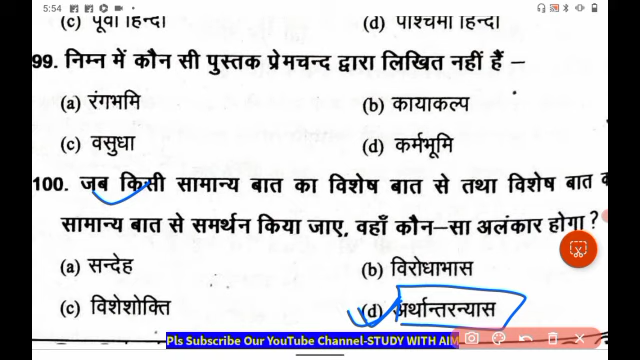 5:54
(c) पूर्वी हिन्दी (d) पश्चिमी हिन्दी
99. निम्न में कौन सी पुस्तक प्रेमचन्द द्वारा लिखित नहीं हैं –
(a) रंगभमि (b) कायाकल्प
(c) वसुधा (d) कर्मभूमि
100. जब किसी सामान्य बात का विशेष बात से तथा विशेष बात
सामान्य बात से समर्थन किया जाए, वहाँ कौन–सा अलंकार होगा?
(a) सन्देह (b) विरोधाभास
(c) विशेशोक्ति (d) अर्थान्तरन्यास
Pls Subscribe Our YouTube Channel-STUDY WITH AIM